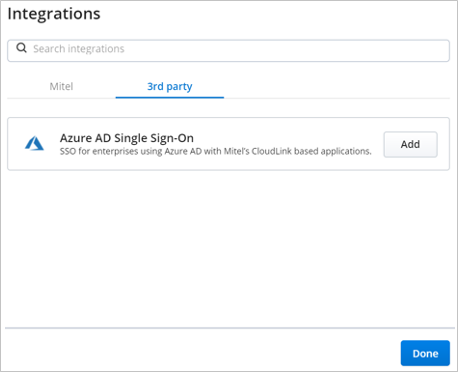 Integrations
Search integrations
Mitel
3rd party
Azure AD Single Sign-On
SSO for enterprises using Azure AD with Mitel's CloudLink based applications.
Add
Done